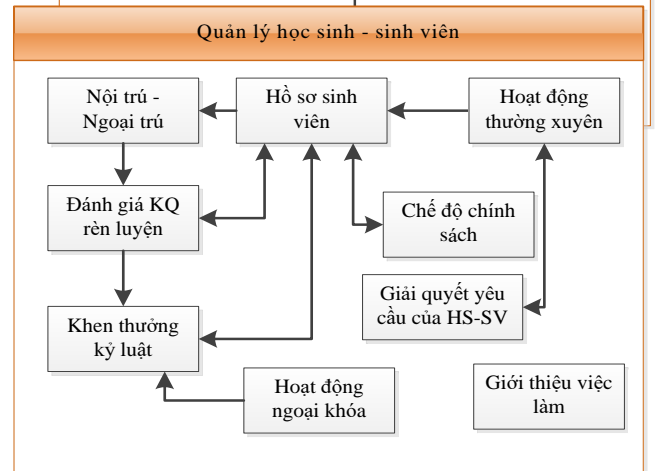 Quản lý học sinh - sinh viên
Nội trú -
Ngoại trú
Hồ sơ sinh
viên
Hoạt động
thường xuyên
Đánh giá KQ
rèn luyện
Chế độ chính
sách
Giải quyết yêu
cầu của HS-SV
Khen thưởng
kỷ luật
Hoạt động
ngoại khóa
Giới thiệu việc
làm